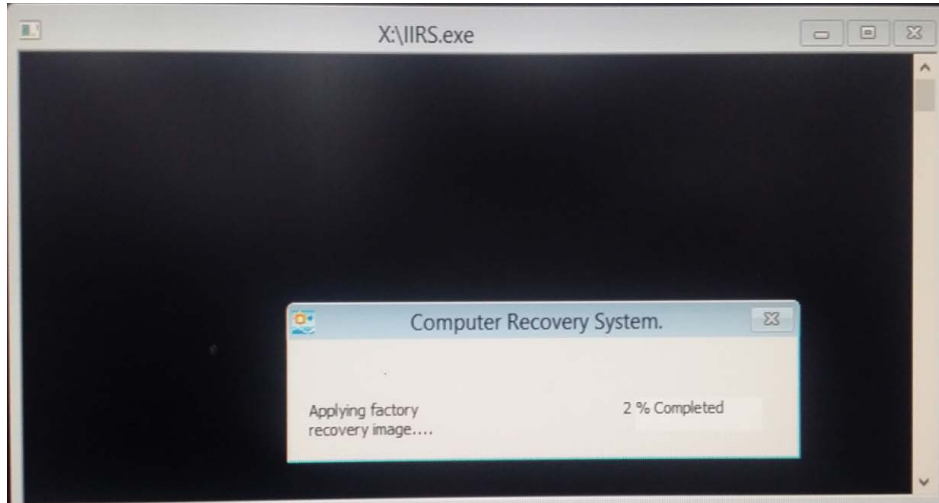 X:\IIRS.exe
Computer Recovery System.
Applying factory
recovery image....
2 % Completed